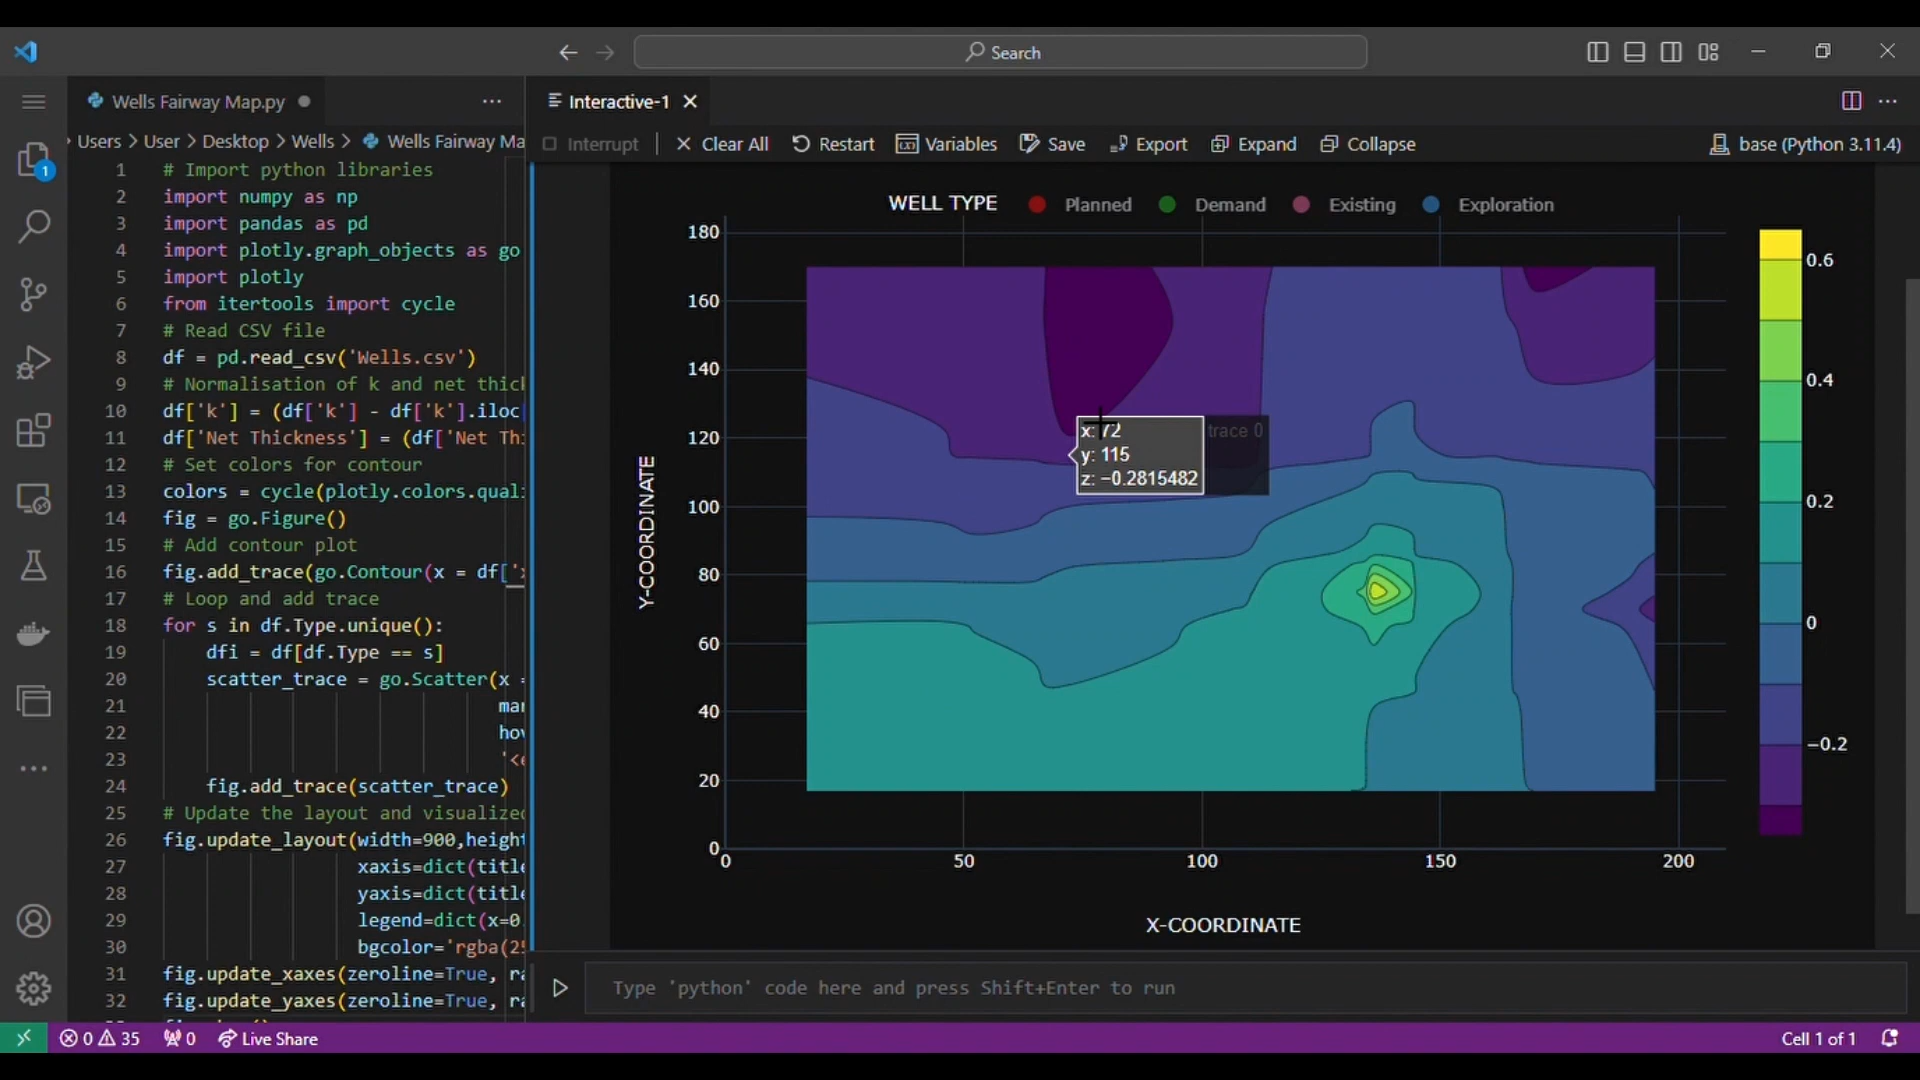 Search
Wells Fairway Map.py
···
Users > User > Desktop > Wells > Wells Fairway Ma
1 # Import python libraries
2 import numpy as np
3 import pandas as pd
4 import plotly.graph_objects as go
5 import plotly
6 from itertools import cycle
7 # Read CSV file
8 df = pd.read_csv('Wells.csv')
9 # Normalisation of k and net thick
10 df['k'] = (df['k'] - df['k'].iloc[
11 df['Net Thickness'] = (df['Net Thi
12 # Set colors for contour
13 colors = cycle(plotly.colors.quali
14 fig = go.Figure()
15 # Add contour plot
16 fig.add_trace(go.Contour(x = df['x
17 # Loop and add trace
18 for s in df.Type.unique():
19 dfi = df[df.Type == s]
20 scatter_trace = go.Scatter(x =
21 mar
22 hov
23 '<e
24 fig.add_trace(scatter_trace)
25 # Update the layout and visualized
26 fig.update_layout(width=900,height
27 xaxis=dict(title
28 yaxis=dict(title
29 legend=dict(x=0.
30 bgcolor='rgba(25
31 fig.update_xaxes(zeroline=True, ra
32 fig.update_yaxes(zeroline=True, ra
1
Interactive-1
···
Interrupt | Clear All Restart Variables Save Export Expand Collapse base (Python 3.11.4)
WELL TYPE Planned Demand Existing Exploration
180
160
140
120
100
80
60
40
20
0
Y-COORDINATE
x: 72
y: 115
z: −0.2815482
trace 0
0 50 100 150 200
X-COORDINATE
0.6
0.4
0.2
0
−0.2
Type 'python' code here and press Shift+Enter to run
0 35 0 Live Share Cell 1 of 1